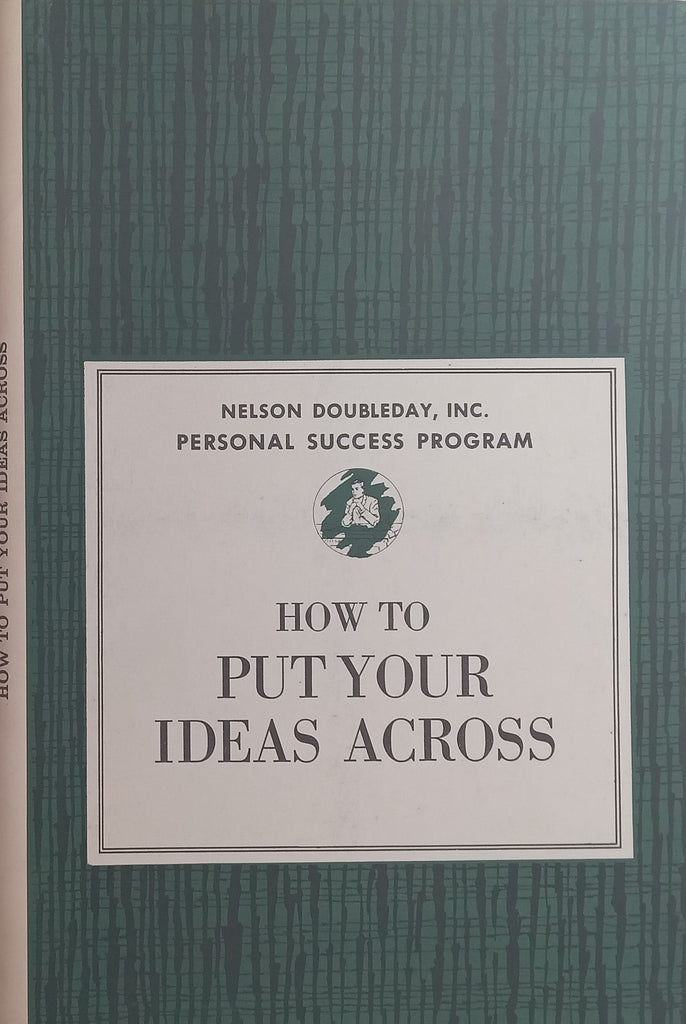 NELSON DOUBLEDAY, INC.
PERSONAL SUCCESS PROGRAM
HOW TO
PUT YOUR
IDEAS ACROSS
HOW TO PUT YOUR IDEAS ACROSS